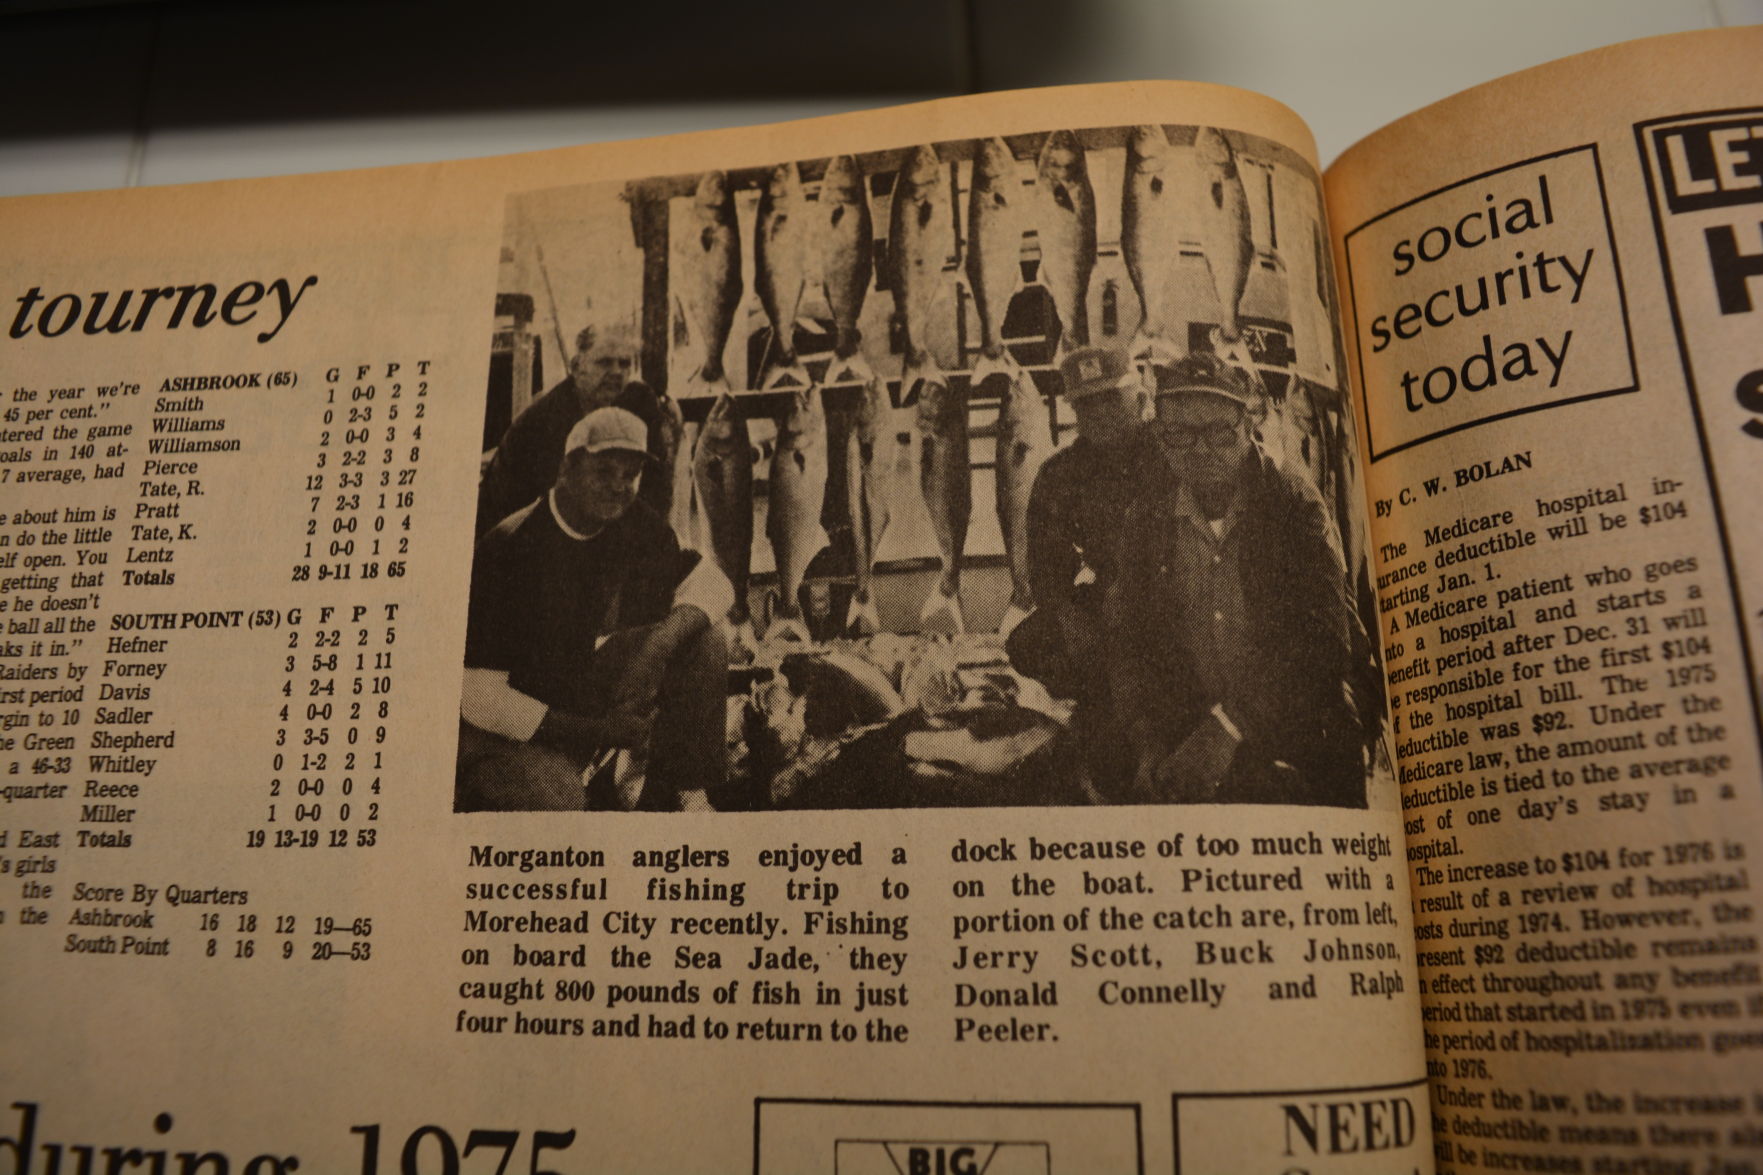 tourney
the year we're
45 per cent."
tered the game
oals in 140 at-
7 average, had
e about him is
n do the little
elf open. You
getting that
e he doesn't
e ball all the
aks it in."
Raiders by
irst period
rgin to 10
he Green
a 46-33
-quarter
d East
's girls
the
the
ASHBROOK (65) G F P T
Smith 1 0-0 2 2
Williams 0 2-3 5 2
Williamson 2 0-0 3 4
Pierce 3 2-2 3 8
Tate, R. 12 3-3 3 27
Pratt 7 2-3 1 16
Tate, K. 2 0-0 0 4
Lentz 1 0-0 1 2
Totals 28 9-11 18 65
SOUTH POINT (53) G F P T
Hefner 2 2-2 2 5
Forney 3 5-8 1 11
Davis 4 2-4 5 10
Sadler 4 0-0 2 8
Shepherd 3 3-5 0 9
Whitley 0 1-2 2 1
Reece 2 0-0 0 4
Miller 1 0-0 0 2
Totals 19 13-19 12 53
Score By Quarters
Ashbrook 16 18 12 19—65
South Point 8 16 9 20—53
during 1975
Morganton anglers enjoyed a
successful fishing trip to
Morehead City recently. Fishing
on board the Sea Jade, they
caught 800 pounds of fish in just
four hours and had to return to the
dock because of too much weight
on the boat. Pictured with a
portion of the catch are, from left,
Jerry Scott, Buck Johnson,
Donald Connelly and Ralph
Peeler.
BIG
NEED
social
security
today
By C. W. BOLAN
The Medicare hospital in-
urance deductible will be $104
tarting Jan. 1.
A Medicare patient who goes
nto a hospital and starts a
enefit period after Dec. 31 will
e responsible for the first $104
f the hospital bill. The 1975
eductible was $92. Under the
Medicare law, the amount of the
eductible is tied to the average
ost of one day's stay in a
ospital.
The increase to $104 for 1976 is
result of a review of hospital
osts during 1974. However, the
resent $92 deductible remains
n effect throughout any benefit
eriod that started in 1975 even
he period of hospitalization goes
nto 1976.
Under the law, the increase
he deductible means there
ill be increases starting
LET
H
S